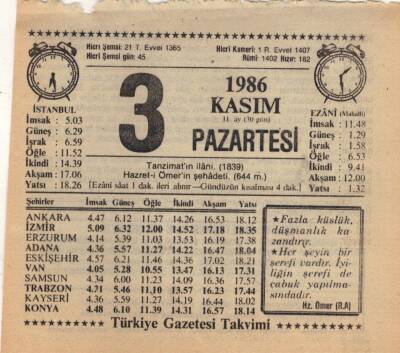 Hicri Şemsi: 21 T. Evvel 1365
Hicri Şemsi gün: 45
Hicri Kameri: 1 R. Evvel 1407
Rûmi: 1402 Hızır: 182
1986
KASIM
11. ay (30 gün)
3
PAZARTESİ
İSTANBUL
İmsak : 5.03
Güneş : 6.29
İşrak : 6.59
Öğle : 11.52
İkindi : 14.39
Akşam : 17.06
Yatsı : 18.26
EZÂNİ (Mahalli)
İmsak : 11.48
Güneş : 1.29
İşrak : 1.58
Öğle : 6.53
İkindi : 9.41
Akşam : 12.00
Yatsı : 1.32
Tanzimat'ın ilânı. (1839)
Hazret-i Ömer'in şehâdeti. (644 m.)
[Ezânî saat 1 dak. ileri alınır—Gündüzün kısalması 4 dak.]
Şehirler İmsak Güneş Öğle İkindi Akşam Yatsı
ANKARA 4.47 6.12 11.37 14.26 16.53 18.12
İZMİR 5.09 6.32 12.00 14.52 17.18 18.35
ERZURUM 4.14 5.39 11.03 13.53 16.19 17.38
ADANA 4.36 5.57 11.27 14.22 16.47 18.04
ESKİŞEHİR 4.57 6.21 11.46 14.36 17.02 18.21
VAN 4.05 5.28 10.55 13.47 16.13 17.31
SAMSUN 4.34 6.00 11.23 14.09 16.36 17.57
TRABZON 4.71 5.46 11.10 13.57 16.23 17.44
KAYSERİ 4.36 5.59 11.27 14.19 16.44 18.02
KONYA 4.48 6.10 11.39 14.31 16.57 18.14
Fazla küslük,
düşmanlık ka-
zandırır.
Her şeyin bir
şerefi vardır. İyi-
liğin şerefi de
çabuk yapılma-
sındadır.
Hz. Ömer (R.A)
Türkiye Gazetesi Takvimi